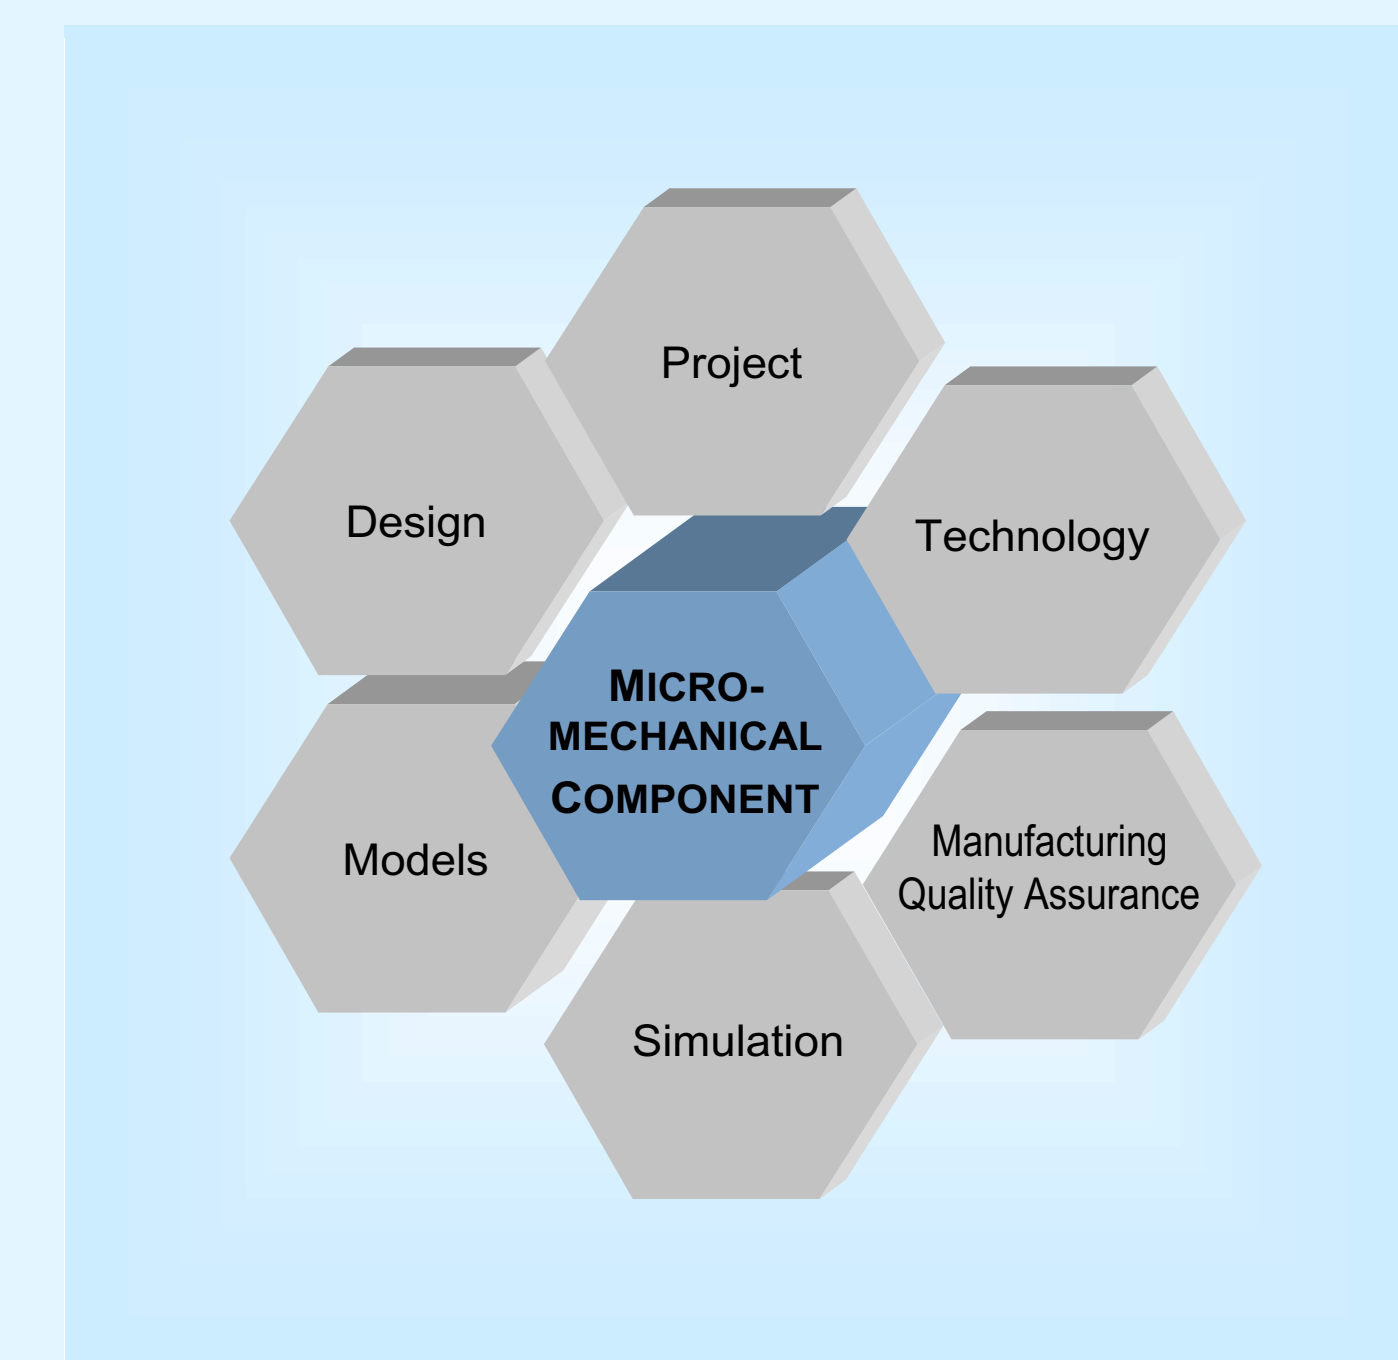 Project
Design
Technology
MICRO-
MECHANICAL
COMPONENT
Models
Manufacturing
Quality Assurance
Simulation